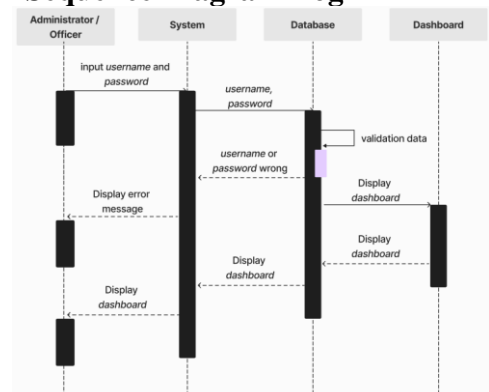 Administrator /
Officer
System
Database
Dashboard
input username and
password
username,
password
validation data
username or
password wrong
Display
dashboard
Display error
message
Display
dashboard
Display
dashboard
Display
dashboard